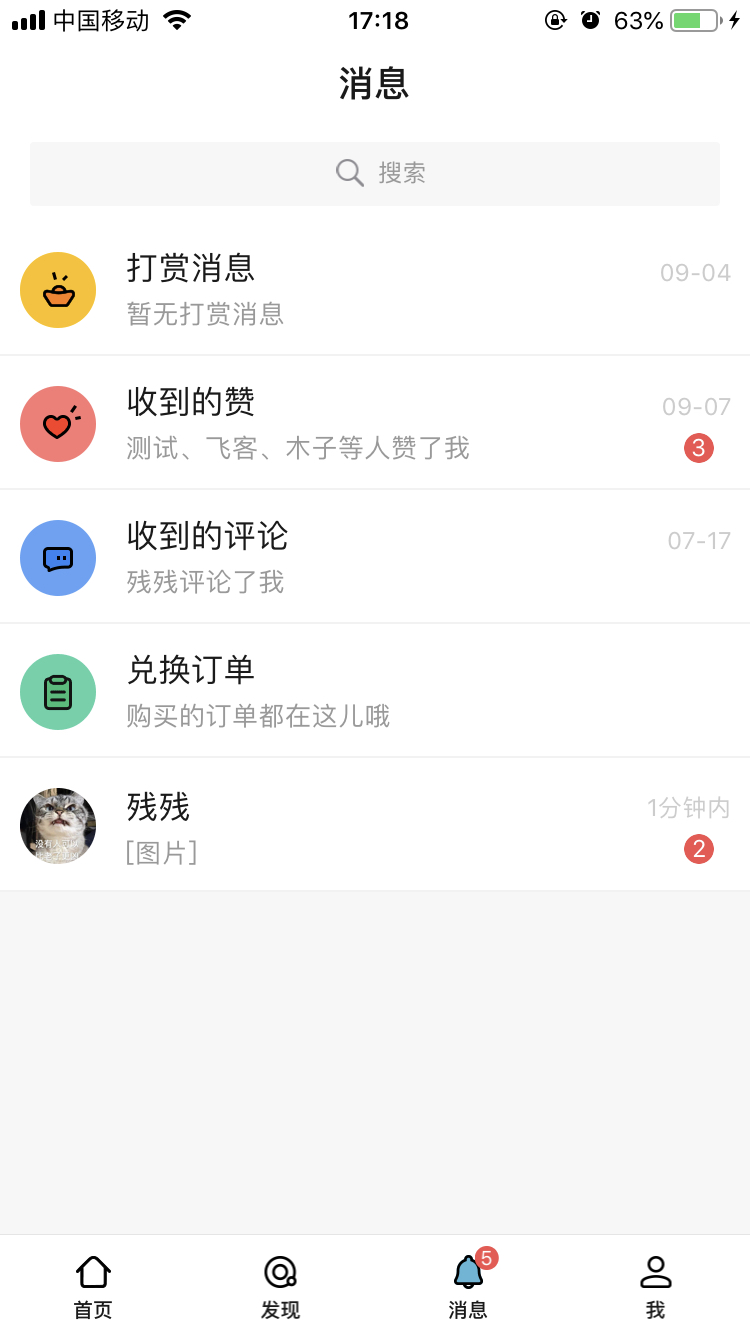 中国移动 17:18 63%
消息
搜索
打赏消息 09-04
暂无打赏消息
收到的赞 09-07
测试、飞客、木子等人赞了我 3
收到的评论 07-17
残残评论了我
兑换订单
购买的订单都在这儿哦
残残 1分钟内
[图片] 2
5
首页 发现 消息 我